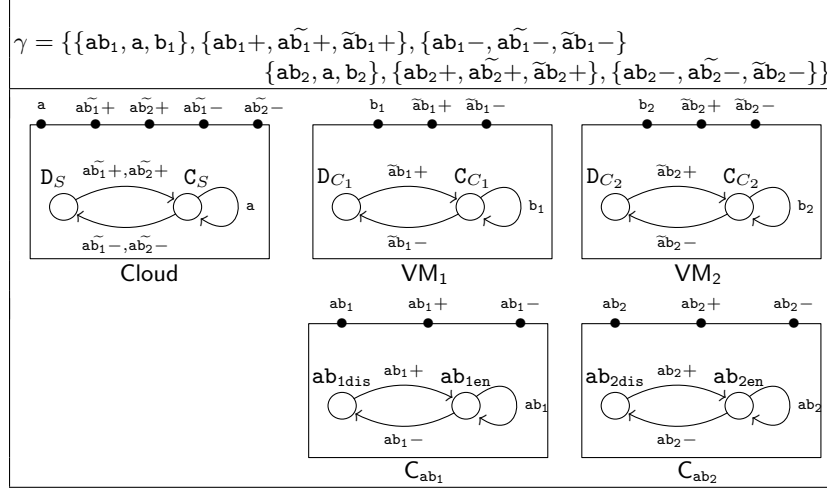 γ = {{ab₁, a, b₁}, {ab₁+, ab̃₁+, ãb₁+}, {ab₁−, ab̃₁−, ãb₁−}
{ab₂, a, b₂}, {ab₂+, ab̃₂+, ãb₂+}, {ab₂−, ab̃₂−, ãb₂−}}
a ab̃₁+ ab̃₂+ ab̃₁− ab̃₂− b₁ ãb₁+ ãb₁− b₂ ãb₂+ ãb₂−
ab̃₁+,ab̃₂+ ãb₁+ ãb₂+
D_S C_S D_C₁ C_C₁ D_C₂ C_C₂
a b₁ b₂
ab̃₁−,ab̃₂− ãb₁− ãb₂−
Cloud VM₁ VM₂
ab₁ ab₁+ ab₁− ab₂ ab₂+ ab₂−
ab₁+ ab₂+
ab₁dis ab₁en ab₂dis ab₂en
ab₁ ab₂
ab₁− ab₂−
C_ab₁ C_ab₂